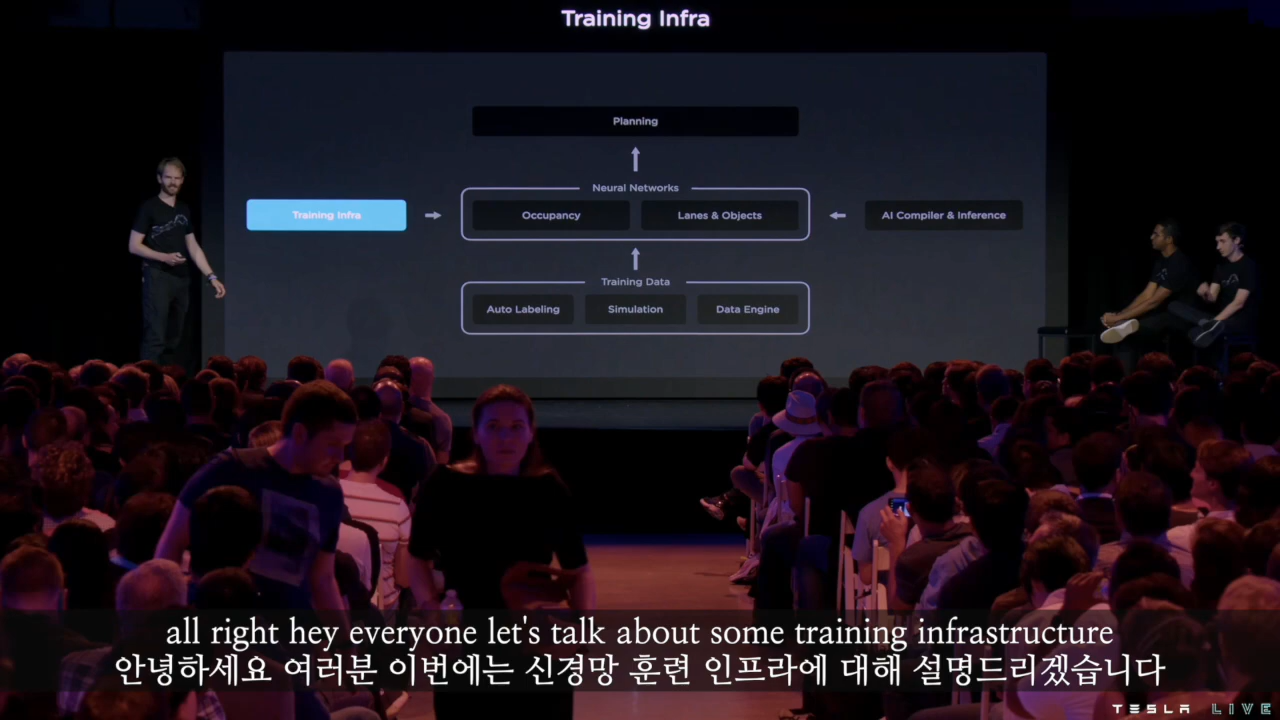 Training Infra
Planning
Neural Networks
Training Infra
Occupancy
Lanes & Objects
AI Compiler & Inference
Training Data
Auto Labeling
Simulation
Data Engine
all right hey everyone let's talk about some training infrastructure
안녕하세요 여러분 이번에는 신경망 훈련 인프라에 대해 설명드리겠습니다
TESLA LIVE